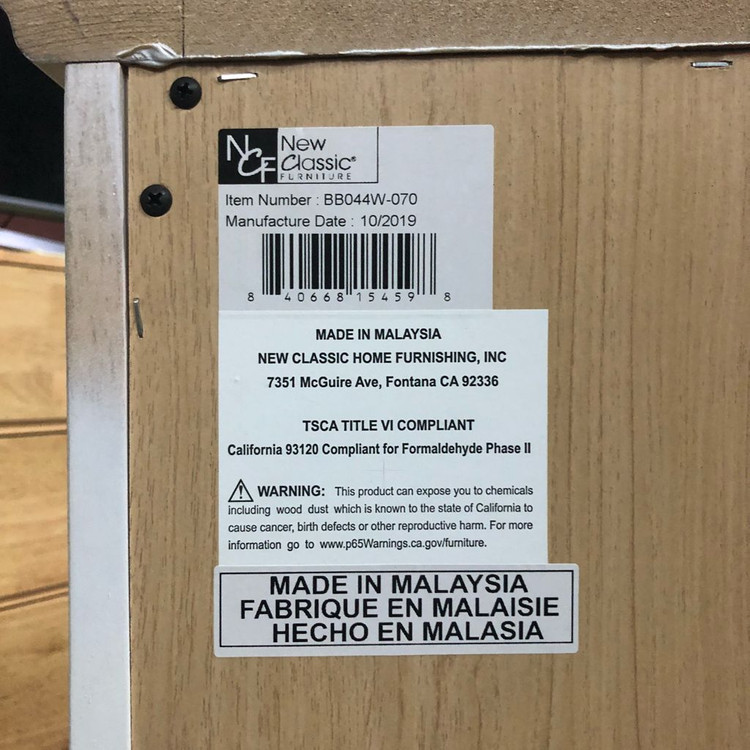 NCF
New
Classic®
FURNITURE
Item Number : BB044W-070
Manufacture Date : 10/2019
8 40668 15459 8
MADE IN MALAYSIA
NEW CLASSIC HOME FURNISHING, INC
7351 McGuire Ave, Fontana CA 92336
TSCA TITLE VI COMPLIANT
California 93120 Compliant for Formaldehyde Phase II
WARNING: This product can expose you to chemicals
including wood dust which is known to the state of California to
cause cancer, birth defects or other reproductive harm. For more
information go to www.p65Warnings.ca.gov/furniture.
MADE IN MALAYSIA
FABRIQUE EN MALAISIE
HECHO EN MALASIA